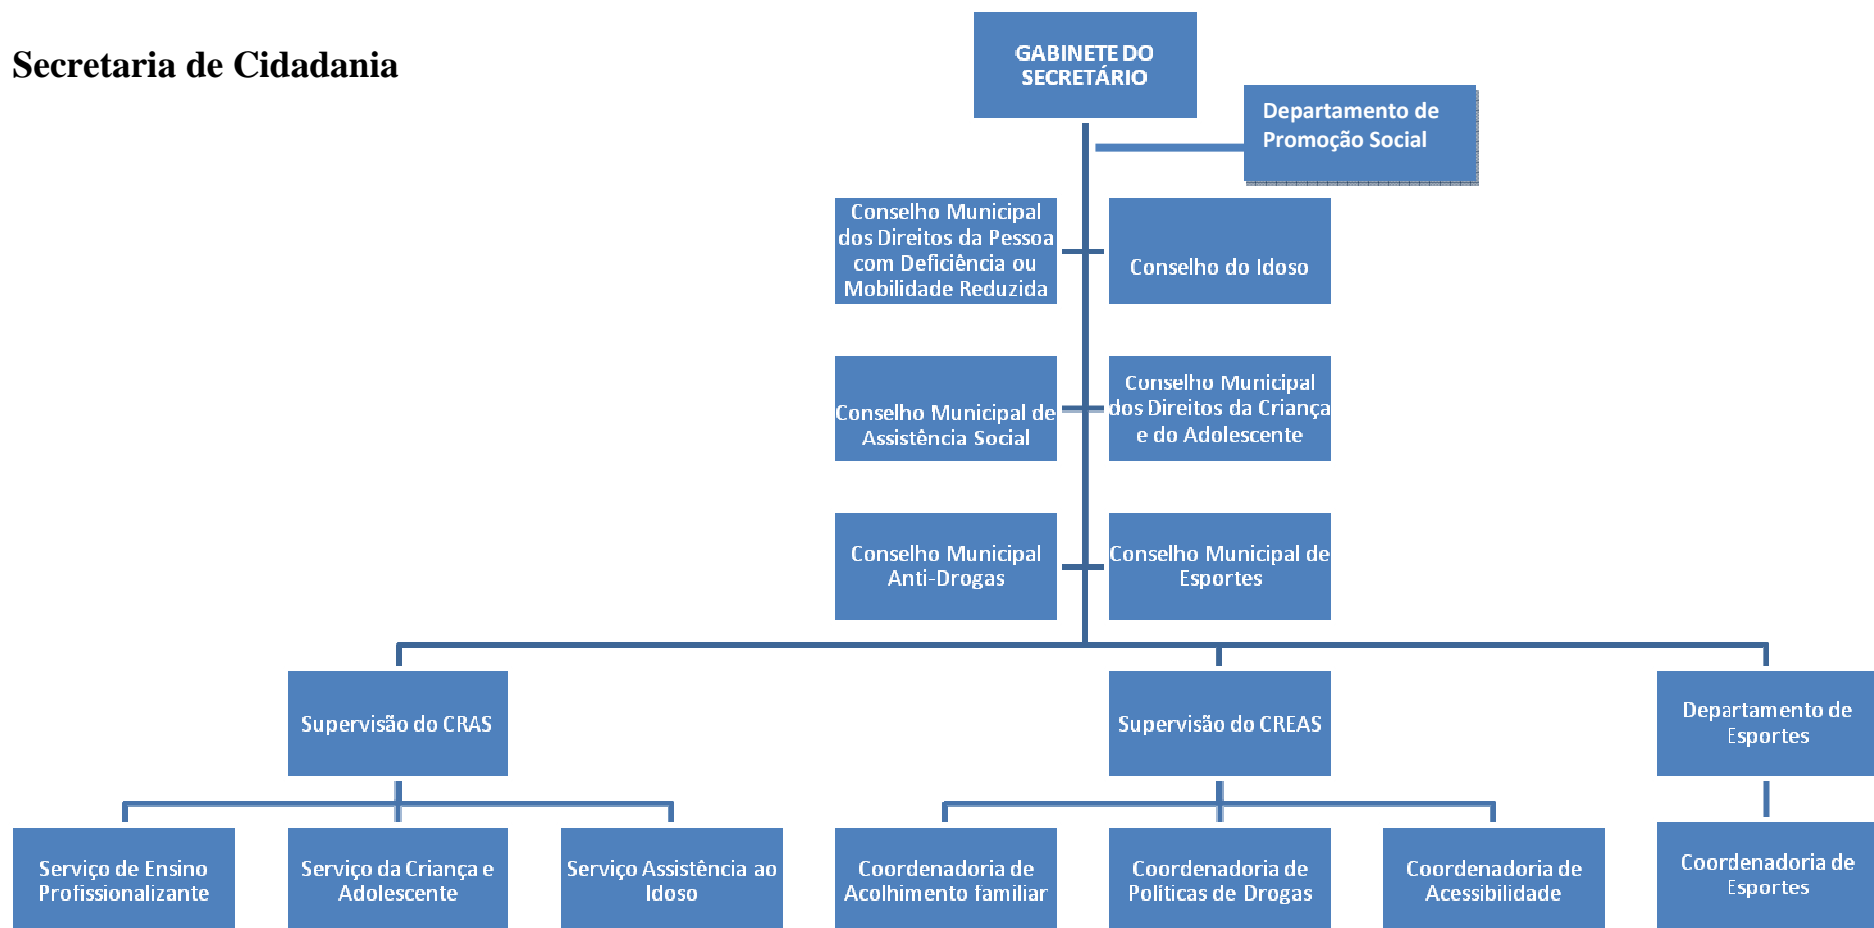 Secretaria de Cidadania
GABINETE DO
SECRETÁRIO
Departamento de
Promoção Social
Conselho Municipal
dos Direitos da Pessoa
com Deficiência ou
Mobilidade Reduzida
Conselho do Idoso
Conselho Municipal de
Assistência Social
Conselho Municipal
dos Direitos da Criança
e do Adolescente
Conselho Municipal
Anti-Drogas
Conselho Municipal de
Esportes
Supervisão do CRAS
Supervisão do CREAS
Departamento de
Esportes
Serviço de Ensino
Profissionalizante
Serviço da Criança e
Adolescente
Serviço Assistência ao
Idoso
Coordenadoria de
Acolhimento familiar
Coordenadoria de
Políticas de Drogas
Coordenadoria de
Acessibilidade
Coordenadoria de
Esportes